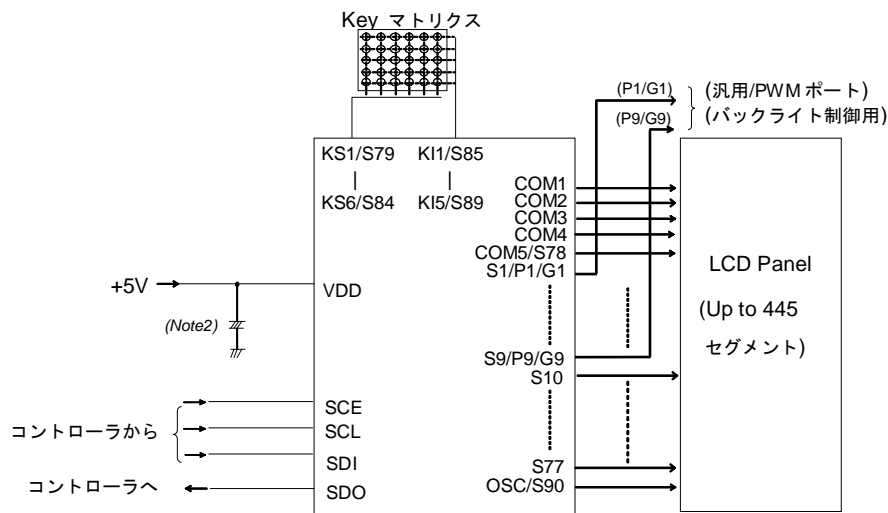 Key マトリクス
(P1/G1)
(汎用/PWM ポート)
(P9/G9)
(バックライト制御用)
KS1/S79
KI1/S85
KS6/S84
KI5/S89
COM1
COM2
COM3
COM4
COM5/S78
S1/P1/G1
LCD Panel
(Up to 445
セグメント)
+5V
VDD
(Note2)
S9/P9/G9
S10
SCE
コントローラから
SCL
SDI
S77
コントローラへ
SDO
OSC/S90